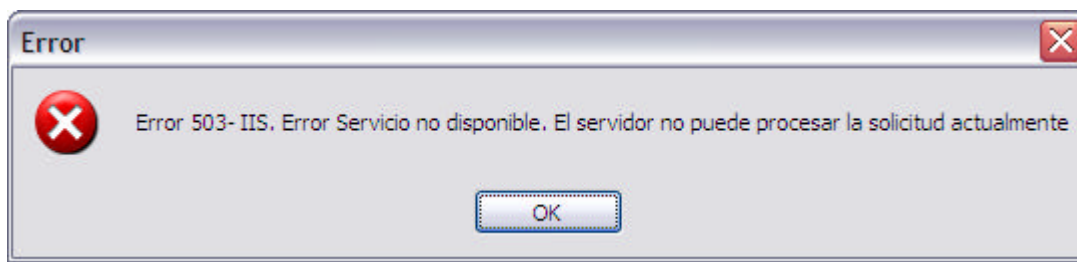 Error
Error 503- IIS. Error Servicio no disponible. El servidor no puede procesar la solicitud actualmente
OK